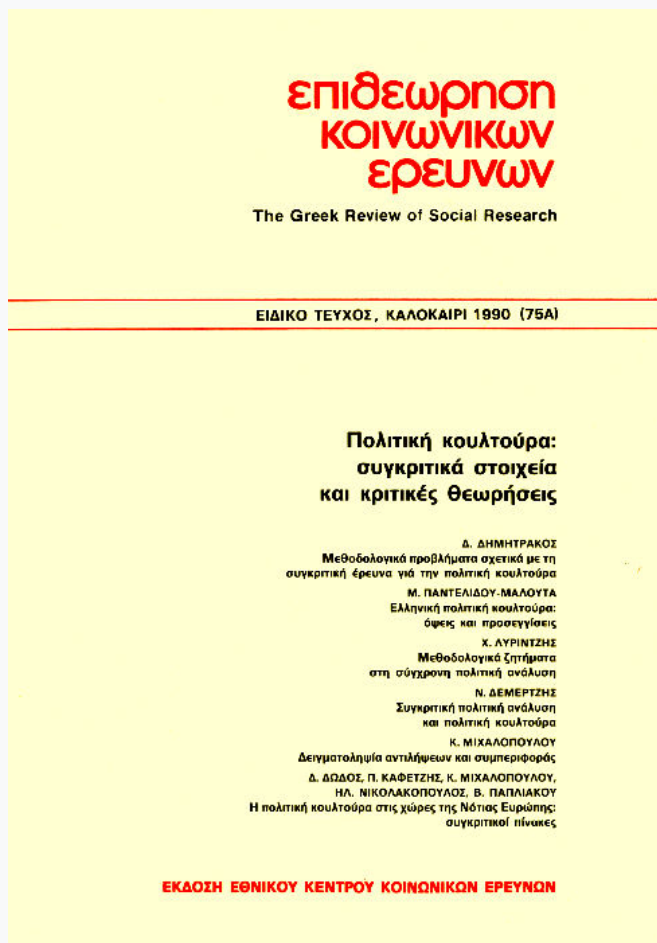 επιθεώρηση
κοινωνικών
ερευνών
The Greek Review of Social Research
ΕΙΔΙΚΟ ΤΕΥΧΟΣ, ΚΑΛΟΚΑΙΡΙ 1990 (75Α)
Πολιτική κουλτούρα:
συγκριτικά στοιχεία
και κριτικές θεωρήσεις
Δ. ΔΗΜΗΤΡΑΚΟΣ
Μεθοδολογικά προβλήματα σχετικά με τη
συγκριτική έρευνα γιά την πολιτική κουλτούρα
Μ. ΠΑΝΤΕΛΙΔΟΥ-ΜΑΛΟΥΤΑ
Ελληνική πολιτική κουλτούρα:
όψεις και προσεγγίσεις
Χ. ΛΥΡΙΝΤΖΗΣ
Μεθοδολογικά ζητήματα
στη σύγχρονη πολιτική ανάλυση
Ν. ΔΕΜΕΡΤΖΗΣ
Συγκριτική πολιτική ανάλυση
και πολιτική κουλτούρα
Κ. ΜΙΧΑΛΟΠΟΥΛΟΥ
Δειγματοληψία αντιλήψεων και συμπεριφοράς
Δ. ΔΩΔΟΣ, Π. ΚΑΦΕΤΖΗΣ, Κ. ΜΙΧΑΛΟΠΟΥΛΟΥ,
ΗΛ. ΝΙΚΟΛΑΚΟΠΟΥΛΟΣ, Β. ΠΑΠΛΙΑΚΟΥ
Η πολιτική κουλτούρα στις χώρες της Νότιας Ευρώπης:
συγκριτικοί πίνακες
ΕΚΔΟΣΗ ΕΘΝΙΚΟΥ ΚΕΝΤΡΟΥ ΚΟΙΝΩΝΙΚΩΝ ΕΡΕΥΝΩΝ